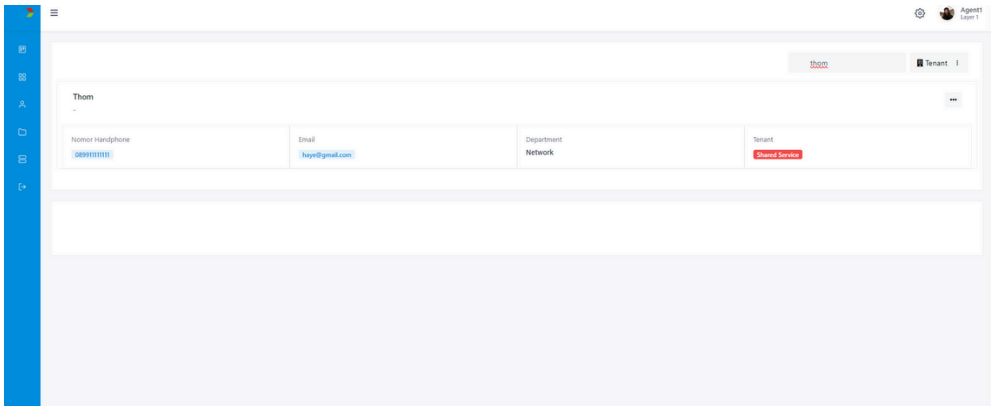 Agent1
Layer 1
thom
Tenant
Thom
-
Nomor Handphone
Email
Department
Tenant
089911111111
haye@gmail.com
Network
Shared Service